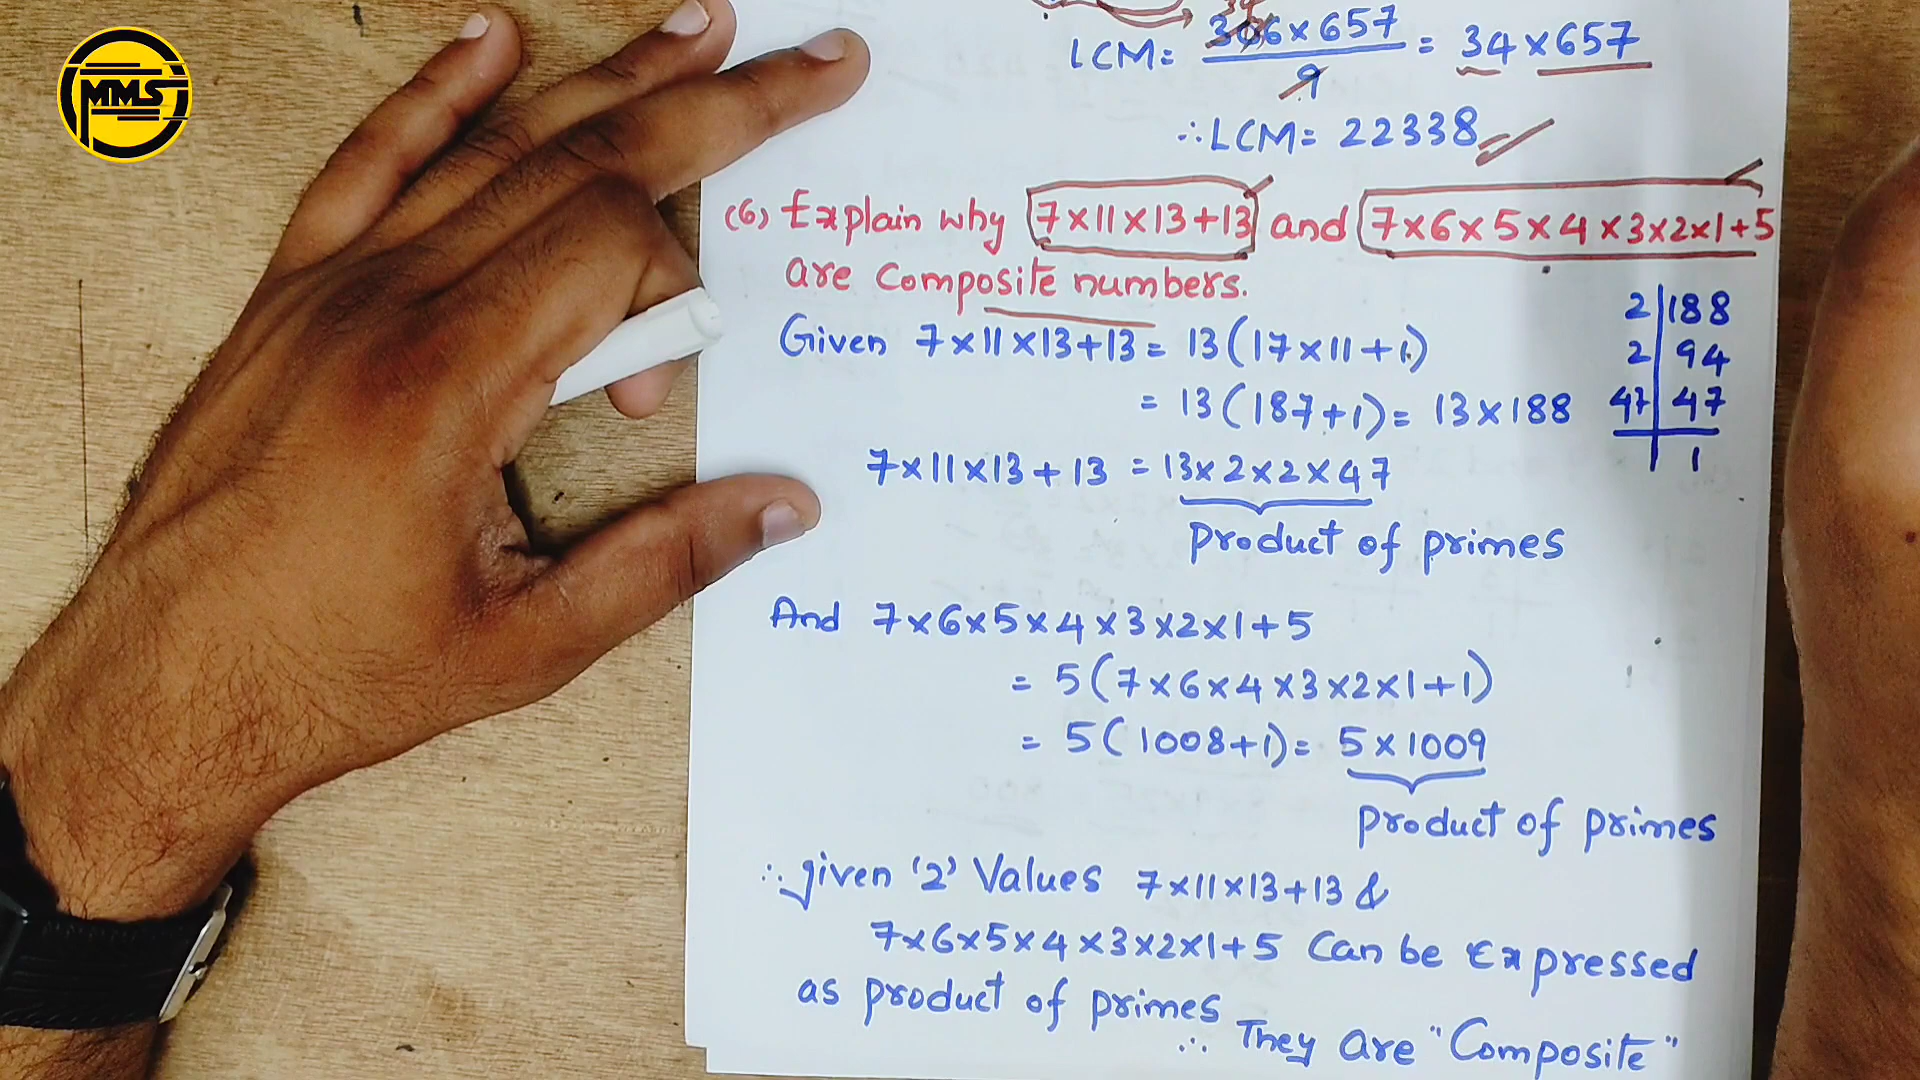 MMS
34
LCM = 306×657 / 9 = 34×657
∴ LCM = 22338
(6) Explain why 7×11×13+13 and 7×6×5×4×3×2×1+5
are composite numbers.
Given 7×11×13+13 = 13(17×11+1)
= 13(187+1) = 13×188
7×11×13+13 = 13×2×2×47
product of primes
2 | 188
2 | 94
47 | 47
| 1
And 7×6×5×4×3×2×1+5
= 5(7×6×4×3×2×1+1)
= 5(1008+1) = 5×1009
product of primes
∴ given '2' Values 7×11×13+13 &
7×6×5×4×3×2×1+5 Can be Expressed
as product of primes
∴ They are "Composite"